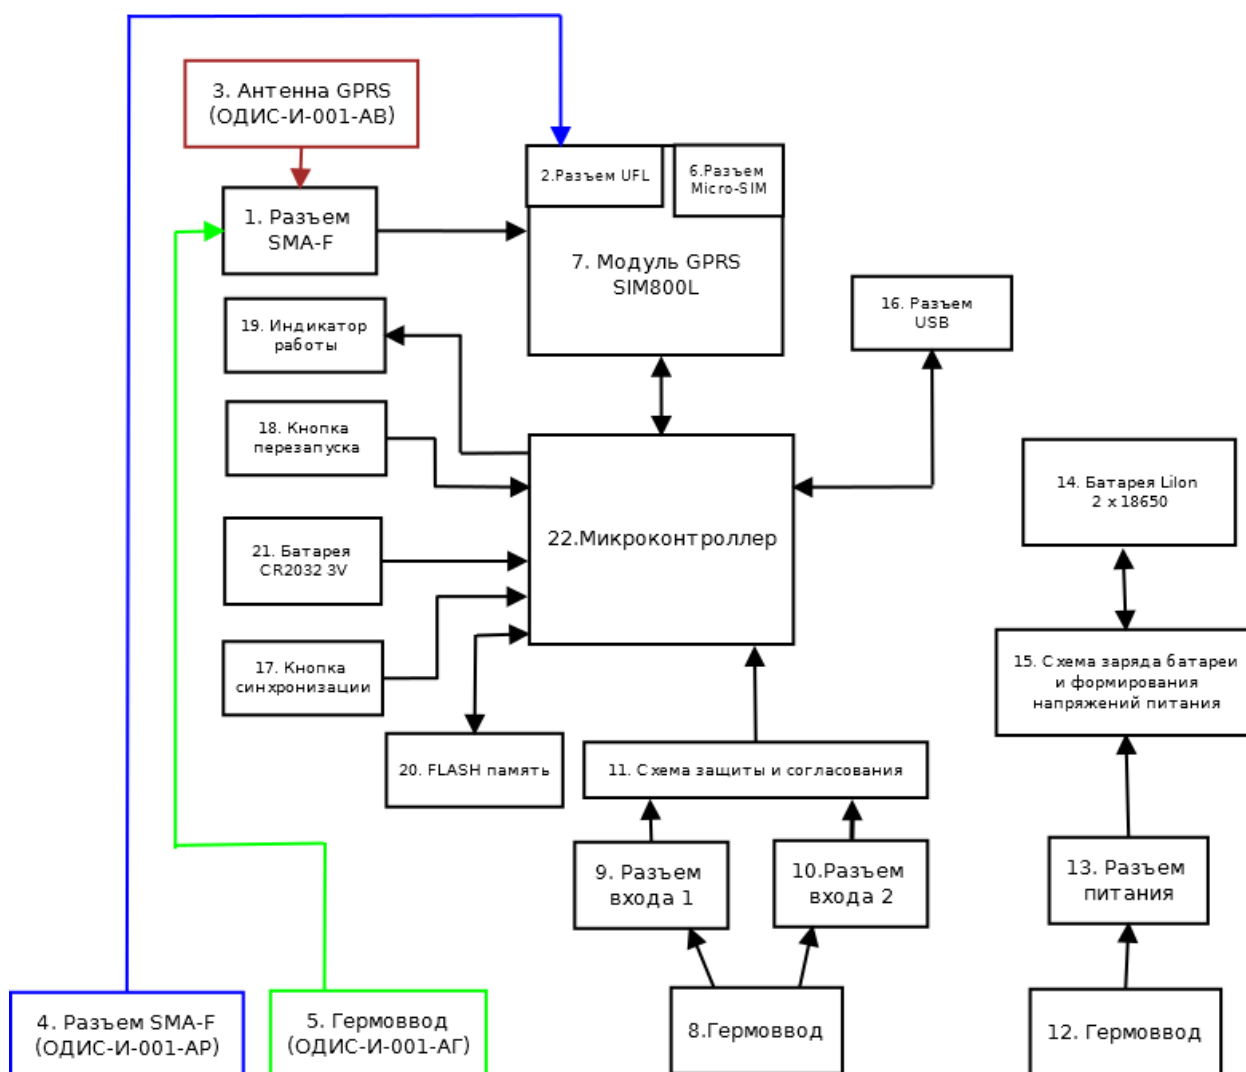 3. Антенна GPRS
(ОДИС-И-001-АВ)
2.Разъем UFL
6.Разъем
Micro-SIM
1. Разъем
SMA-F
7. Модуль GPRS
SIM800L
16. Разъем
USB
19. Индикатор
работы
18. Кнопка
перезапуска
14. Батарея LiIon
2 x 18650
22.Микроконтроллер
21. Батарея
CR2032 3V
17. Кнопка
синхронизации
15. Схема заряда батареи
и формирования
напряжений питания
20. FLASH память
11. Схема защиты и согласования
9. Разъем
входа 1
10.Разъем
входа 2
13. Разъем
питания
4. Разъем SMA-F
(ОДИС-И-001-АР)
5. Гермоввод
(ОДИС-И-001-АГ)
8.Гермоввод
12. Гермоввод